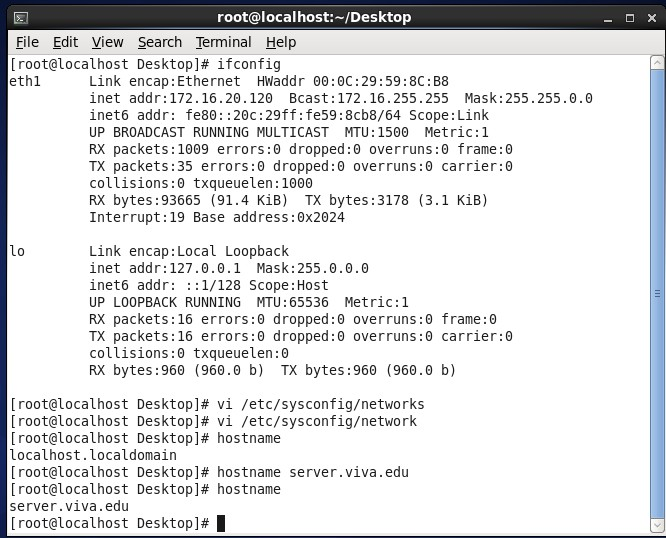 root@localhost:~/Desktop
File Edit View Search Terminal Help
[root@localhost Desktop]# ifconfig
eth1      Link encap:Ethernet  HWaddr 00:0C:29:59:8C:B8
          inet addr:172.16.20.120  Bcast:172.16.255.255  Mask:255.255.0.0
          inet6 addr: fe80::20c:29ff:fe59:8cb8/64 Scope:Link
          UP BROADCAST RUNNING MULTICAST  MTU:1500  Metric:1
          RX packets:1009 errors:0 dropped:0 overruns:0 frame:0
          TX packets:35 errors:0 dropped:0 overruns:0 carrier:0
          collisions:0 txqueuelen:1000
          RX bytes:93665 (91.4 KiB)  TX bytes:3178 (3.1 KiB)
          Interrupt:19 Base address:0x2024
lo        Link encap:Local Loopback
          inet addr:127.0.0.1  Mask:255.0.0.0
          inet6 addr: ::1/128 Scope:Host
          UP LOOPBACK RUNNING  MTU:65536  Metric:1
          RX packets:16 errors:0 dropped:0 overruns:0 frame:0
          TX packets:16 errors:0 dropped:0 overruns:0 carrier:0
          collisions:0 txqueuelen:0
          RX bytes:960 (960.0 b)  TX bytes:960 (960.0 b)
[root@localhost Desktop]# vi /etc/sysconfig/networks
[root@localhost Desktop]# vi /etc/sysconfig/network
[root@localhost Desktop]# hostname
localhost.localdomain
[root@localhost Desktop]# hostname server.viva.edu
[root@localhost Desktop]# hostname
server.viva.edu
[root@localhost Desktop]#